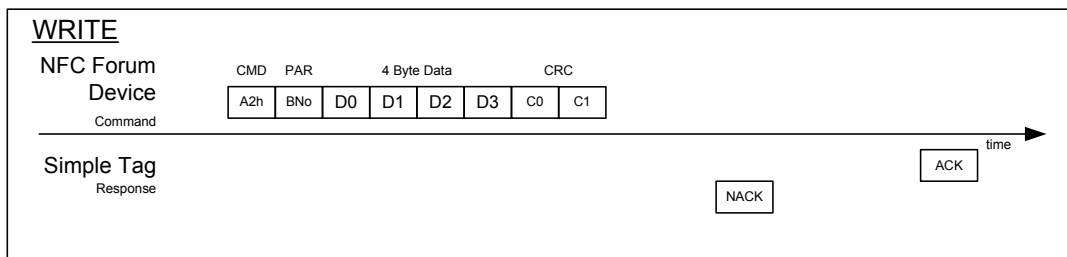 WRITE
NFC Forum
Device
Command
CMD PAR 4 Byte Data CRC
A2h BNo D0 D1 D2 D3 C0 C1
time
Simple Tag
Response
ACK
NACK